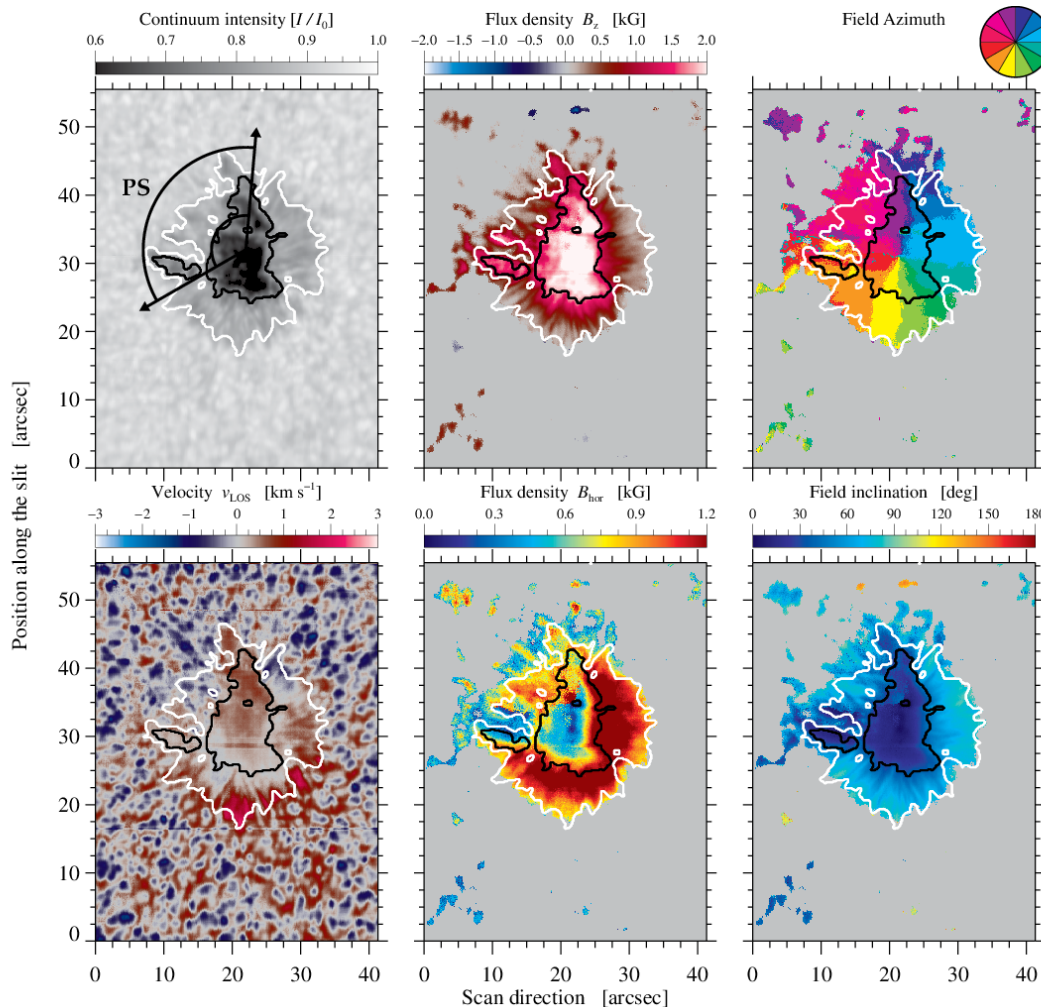 Continuum intensity [I / I0]
0.6 0.7 0.8 0.9 1.0
Flux density Bz [kG]
−2.0 −1.5 −1.0 −0.5 0.0 0.5 1.0 1.5 2.0
Field Azimuth
PS
50
40
30
20
10
0
Position along the slit [arcsec]
Velocity vLOS [km s−1]
−3 −2 −1 0 1 2 3
Flux density Bhor [kG]
0.0 0.3 0.6 0.9 1.2
Field inclination [deg]
0 30 60 90 120 150 180
50
40
30
20
10
0
0 10 20 30 40
0 10 20 30 40
0 10 20 30 40
Scan direction [arcsec]